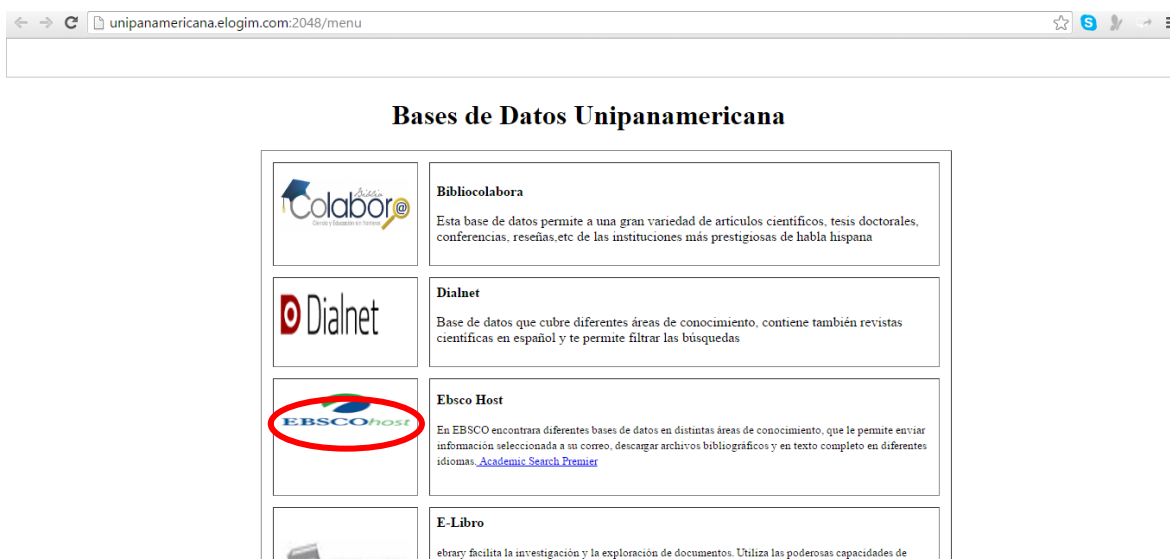 unipanamericana.elogim.com:2048/menu
Bases de Datos Unipanamericana
Biblio
Colabor@
Bibliocolabora
Esta base de datos permite a una gran variedad de articulos científicos, tesis doctorales,
conferencias, reseñas,etc de las instituciones más prestigiosas de habla hispana
Dialnet
Dialnet
Base de datos que cubre diferentes áreas de conocimiento, contiene también revistas
científicas en español y te permite filtrar las búsquedas
EBSCOhost
Ebsco Host
En EBSCO encontrara diferentes bases de datos en distintas áreas de conocimiento, que le permite enviar
información seleccionada a su correo, descargar archivos bibliográficos y en texto completo en diferentes
idiomas. Academic Search Premier
E-Libro
ebrary facilita la investigación y la exploración de documentos. Utiliza las poderosas capacidades de